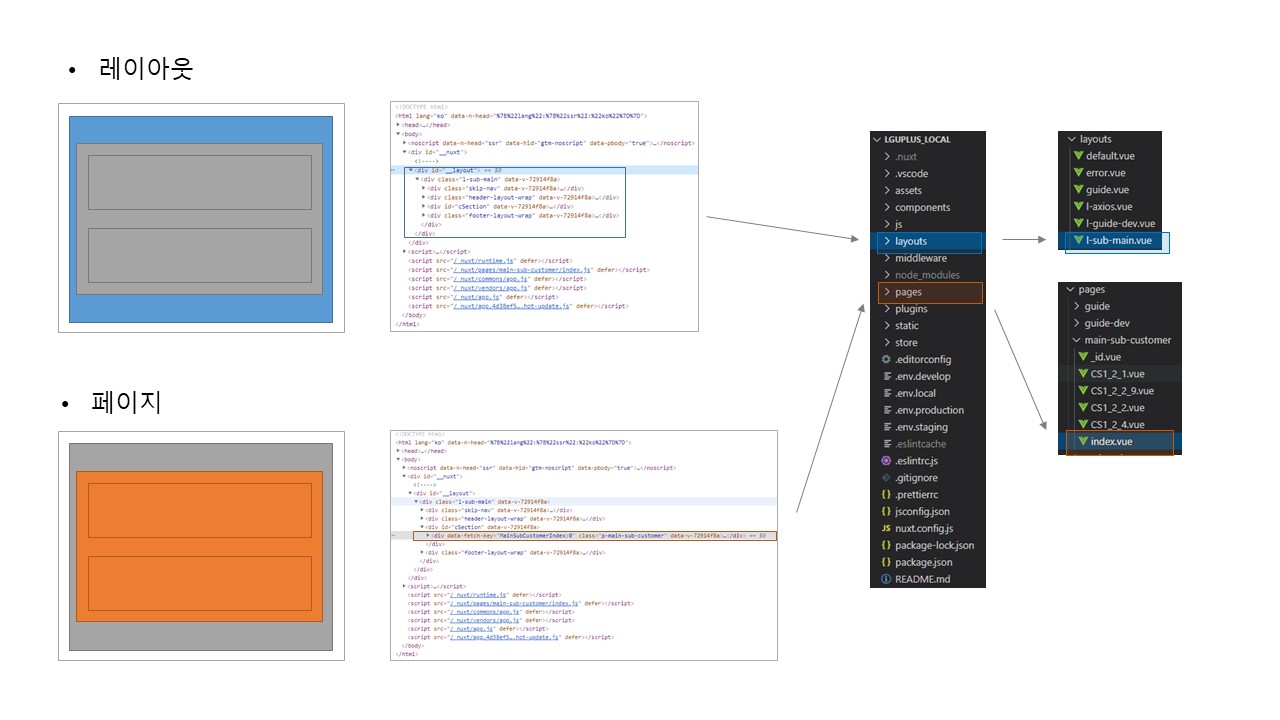 • 레이아웃
<!DOCTYPE html>
<html lang="ko" data-n-head="%7B%22lang%22:%7B%22ssr%22:%22ko%22%7D%7D">
<head>…</head>
<body>
<noscript data-n-head="ssr" data-hid="gtm-noscript" data-pbody="true">…</noscript>
<div id="__nuxt">
<!---->
<div id="__layout"> == $0
<div class="l-sub-main" data-v-72914f8a>
<div class="skip-nav" data-v-72914f8a>…</div>
<div class="header-layout-wrap" data-v-72914f8a>…</div>
<div id="cSection" data-v-72914f8a>…</div>
<div class="footer-layout-wrap" data-v-72914f8a>…</div>
</div>
</div>
</div>
<script>…</script>
<script src="/_nuxt/runtime.js" defer></script>
<script src="/_nuxt/pages/main-sub-customer/index.js" defer></script>
<script src="/_nuxt/commons/app.js" defer></script>
<script src="/_nuxt/vendors/app.js" defer></script>
<script src="/_nuxt/app.js" defer></script>
<script src="/_nuxt/app.4d38ef5….hot-update.js" defer></script>
</body>
</html>
• 페이지
<!DOCTYPE html>
<html lang="ko" data-n-head="%7B%22lang%22:%7B%22ssr%22:%22ko%22%7D%7D">
<head>…</head>
<body>
<noscript data-n-head="ssr" data-hid="gtm-noscript" data-pbody="true">…</noscript>
<div id="__nuxt">
<!---->
<div id="__layout">
<div class="l-sub-main" data-v-72914f8a>
<div class="skip-nav" data-v-72914f8a>…</div>
<div class="header-layout-wrap" data-v-72914f8a>…</div>
<div id="cSection" data-v-72914f8a>
<div data-fetch-key="MainSubCustomerIndex:0" class="p-main-sub-customer" data-v-72914f8a>…</div> == $0
</div>
<div class="footer-layout-wrap" data-v-72914f8a>…</div>
</div>
</div>
</div>
<script>…</script>
<script src="/_nuxt/runtime.js" defer></script>
<script src="/_nuxt/pages/main-sub-customer/index.js" defer></script>
<script src="/_nuxt/commons/app.js" defer></script>
<script src="/_nuxt/vendors/app.js" defer></script>
<script src="/_nuxt/app.js" defer></script>
<script src="/_nuxt/app.4d38ef5….hot-update.js" defer></script>
</body>
</html>
LGUPLUS_LOCAL
.nuxt
.vscode
assets
components
js
layouts
middleware
node_modules
pages
plugins
static
store
.editorconfig
.env.develop
.env.local
.env.production
.env.staging
.eslintcache
.eslintrc.js
.gitignore
.prettierrc
jsconfig.json
nuxt.config.js
package-lock.json
package.json
README.md
layouts
default.vue
error.vue
guide.vue
l-axios.vue
l-guide-dev.vue
l-sub-main.vue
pages
guide
guide-dev
main-sub-customer
_id.vue
CS1_2_1.vue
CS1_2_2_9.vue
CS1_2_2.vue
CS1_2_4.vue
index.vue